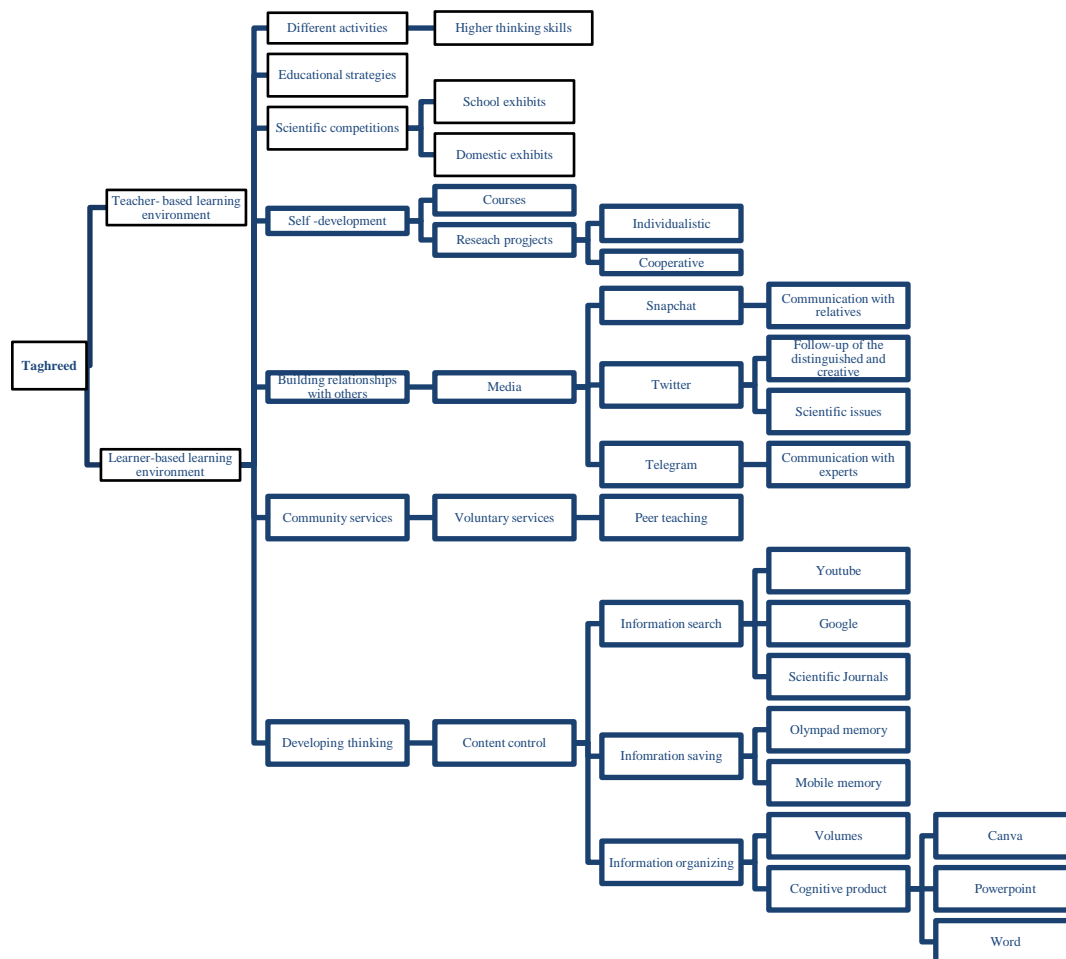 Different activities
Higher thinking skills
Educational strategies
School exhibits
Scientific competitions
Domestic exhibits
Teacher- based learning
environment
Courses
Self -development
Reseach progjects
Individualistic
Cooperative
Snapchat
Communication with
relatives
Taghreed
Building relationships
with others
Media
Twitter
Follow-up of the
distinguished and
creative
Scientific issues
Learner-based learning
environment
Telegram
Communication with
experts
Community services
Voluntary services
Peer teaching
Youtube
Information search
Google
Scientific Journals
Developing thinking
Content control
Infomration saving
Olympad memory
Mobile memory
Information organizing
Volumes
Cognitive product
Canva
Powerpoint
Word